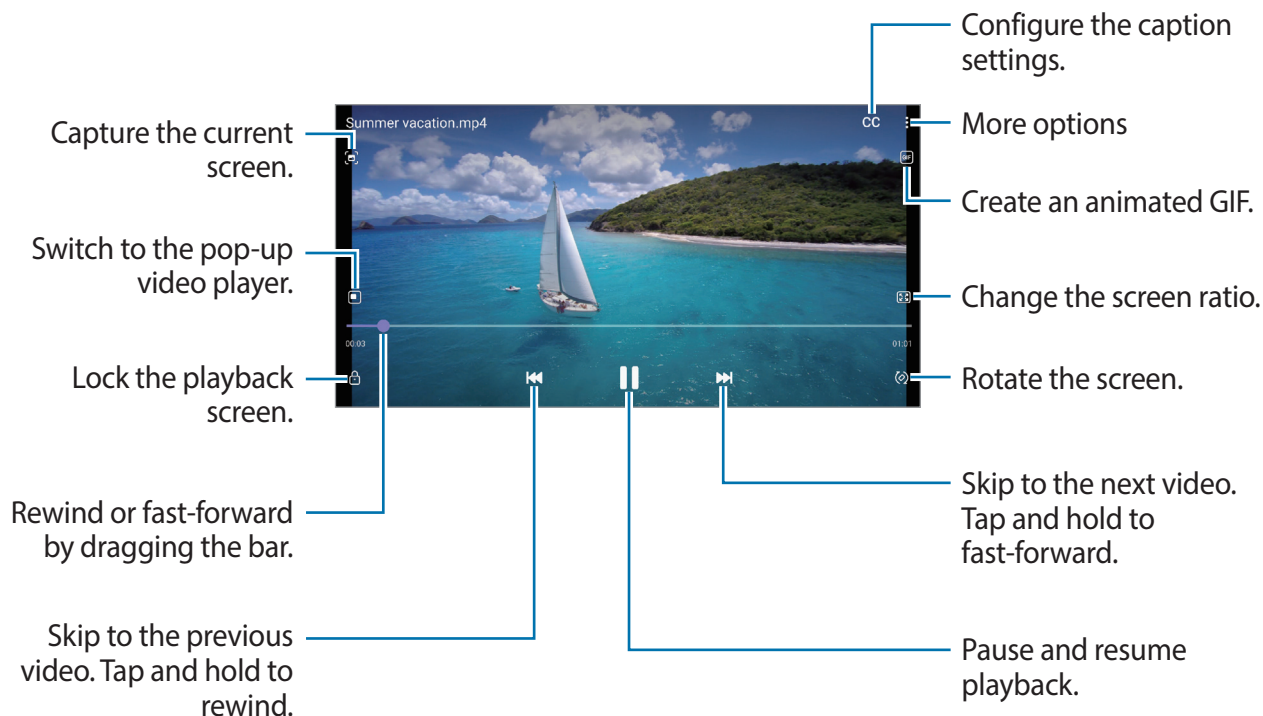 Configure the caption
settings.
Summer vacation.mp4
CC
Capture the current
screen.
More options
GIF
Create an animated GIF.
Switch to the pop-up
video player.
Change the screen ratio.
00:03
01:01
Lock the playback
screen.
Rotate the screen.
Rewind or fast-forward
by dragging the bar.
Skip to the next video.
Tap and hold to
fast-forward.
Skip to the previous
video. Tap and hold to
rewind.
Pause and resume
playback.